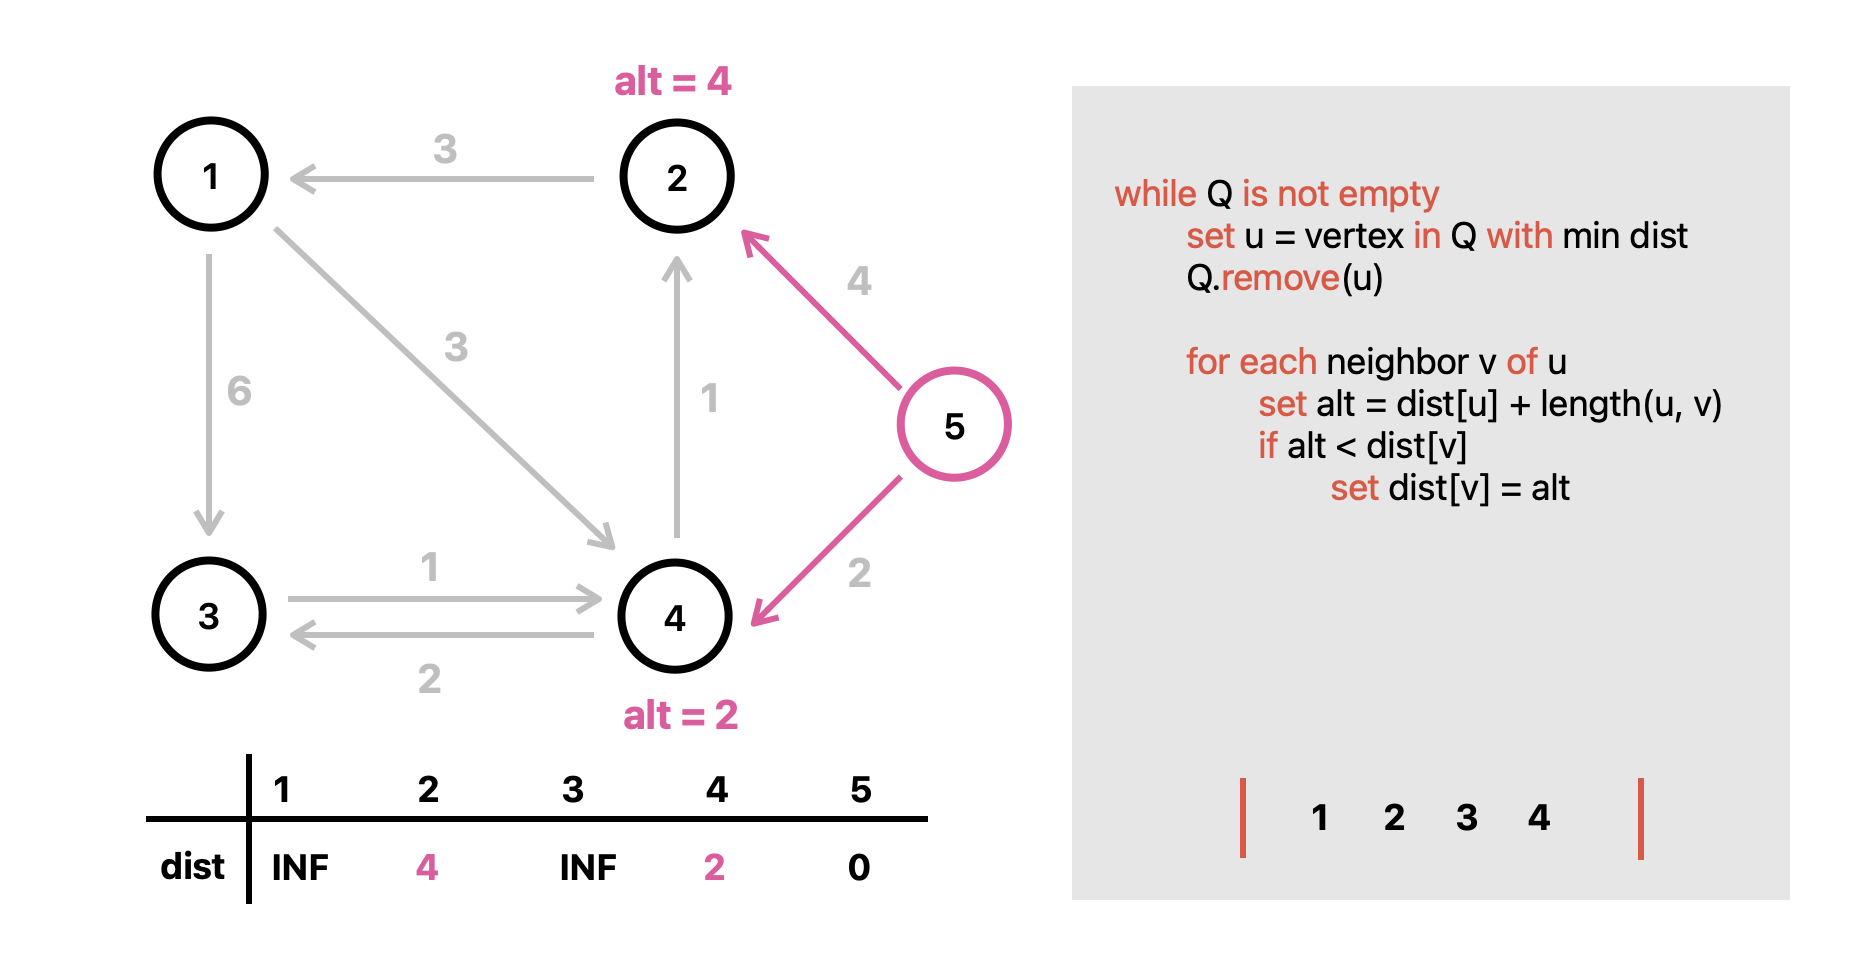 alt = 4
3
1
2
4
6
3
1
5
1
2
3
4
2
alt = 2
1 2 3 4 5
dist INF 4 INF 2 0
while Q is not empty
set u = vertex in Q with min dist
Q.remove(u)
for each neighbor v of u
set alt = dist[u] + length(u, v)
if alt < dist[v]
set dist[v] = alt
1 2 3 4